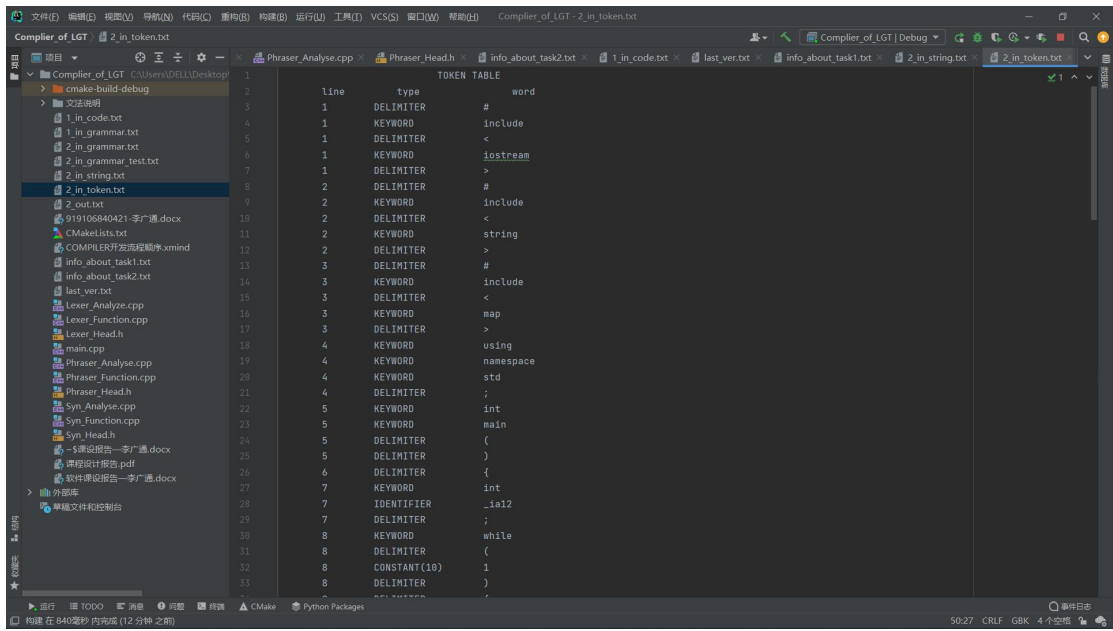 文件(F) 编辑(E) 视图(V) 导航(N) 代码(C) 重构(R) 构建(B) 运行(U) 工具(T) VCS(S) 窗口(W) 帮助(H) Complier_of_LGT - 2_in_token.txt
Complier_of_LGT 2_in_token.txt Complier_of_LGT | Debug
项目 Phraser_Analyse.cpp Phraser_Head.h info_about_task2.txt 1_in_code.txt last_ver.txt info_about_task1.txt 2_in_string.txt 2_in_token.txt
项目
数据库
结构
收藏夹
Complier_of_LGT C:\Users\DELL\Desktop\
cmake-build-debug
文法说明
1_in_code.txt
1_in_grammar.txt
2_in_grammar.txt
2_in_grammar_test.txt
2_in_string.txt
2_in_token.txt
2_out.txt
919106840421-李广通.docx
CMakeLists.txt
COMPILER开发流程顺序.xmind
info_about_task1.txt
info_about_task2.txt
last_ver.txt
Lexer_Analyze.cpp
Lexer_Function.cpp
Lexer_Head.h
main.cpp
Phraser_Analyse.cpp
Phraser_Function.cpp
Phraser_Head.h
Syn_Analyse.cpp
Syn_Function.cpp
Syn_Head.h
~$课设报告—李广通.docx
课程设计报告.pdf
软件课设报告—李广通.docx
外部库
草稿文件和控制台
1 TOKEN TABLE 1
2 line type word
3 1 DELIMITER #
4 1 KEYWORD include
5 1 DELIMITER <
6 1 KEYWORD iostream
7 1 DELIMITER >
8 2 DELIMITER #
9 2 KEYWORD include
10 2 DELIMITER <
11 2 KEYWORD string
12 2 DELIMITER >
13 3 DELIMITER #
14 3 KEYWORD include
15 3 DELIMITER <
16 3 KEYWORD map
17 3 DELIMITER >
18 4 KEYWORD using
19 4 KEYWORD namespace
20 4 KEYWORD std
21 4 DELIMITER ;
22 5 KEYWORD int
23 5 KEYWORD main
24 5 DELIMITER (
25 5 DELIMITER )
26 6 DELIMITER {
27 7 KEYWORD int
28 7 IDENTIFIER _ia12
29 7 DELIMITER ;
30 8 KEYWORD while
31 8 DELIMITER (
32 8 CONSTANT(10) 1
33 8 DELIMITER )
运行 TODO 消息 问题 终端 CMake Python Packages 事件日志
构建 在 840毫秒 内完成 (12 分钟 之前) 50:27 CRLF GBK 4 个空格